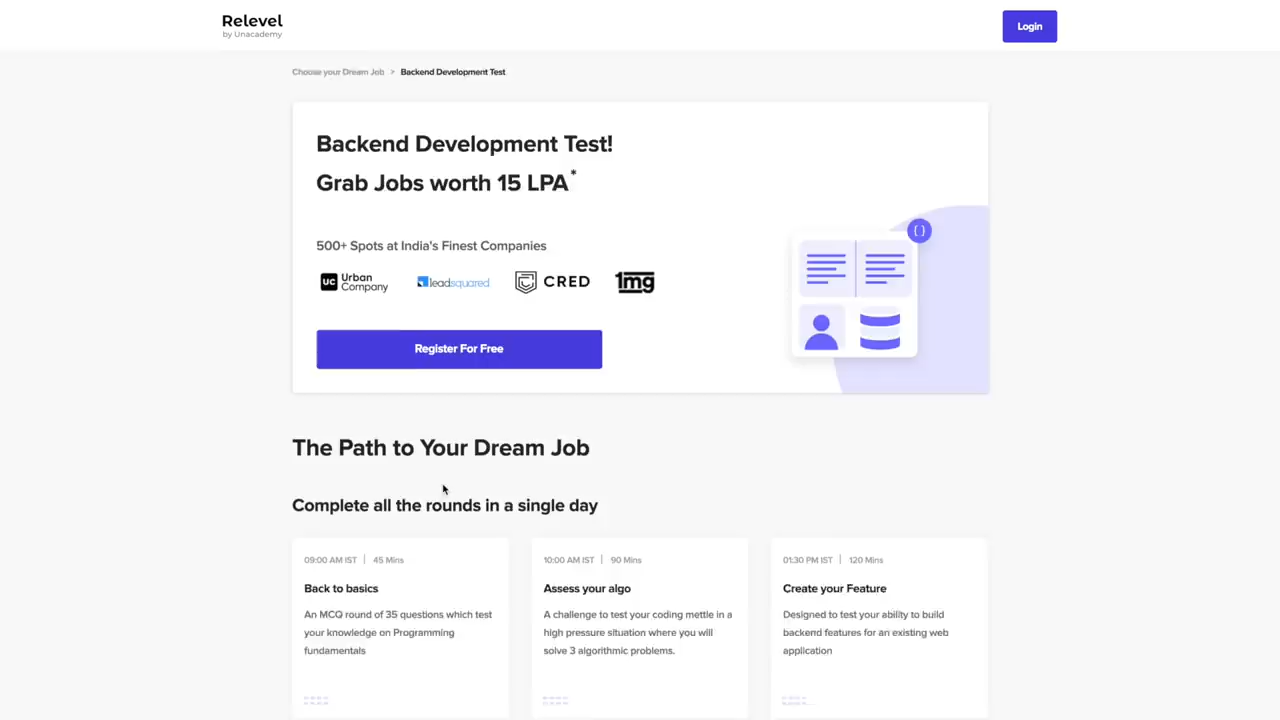 Relevel
by Unacademy
Login
Choose your Dream Job > Backend Development Test
Backend Development Test!
Grab Jobs worth 15 LPA*
500+ Spots at India's Finest Companies
UC Urban Company
leadsquared
CRED
1mg
Register For Free
The Path to Your Dream Job
Complete all the rounds in a single day
09:00 AM IST | 45 Mins
Back to basics
An MCQ round of 35 questions which test
your knowledge on Programming
fundamentals
10:00 AM IST | 90 Mins
Assess your algo
A challenge to test your coding mettle in a
high pressure situation where you will
solve 3 algorithmic problems.
01:30 PM IST | 120 Mins
Create your Feature
Designed to test your ability to build
backend features for an existing web
application